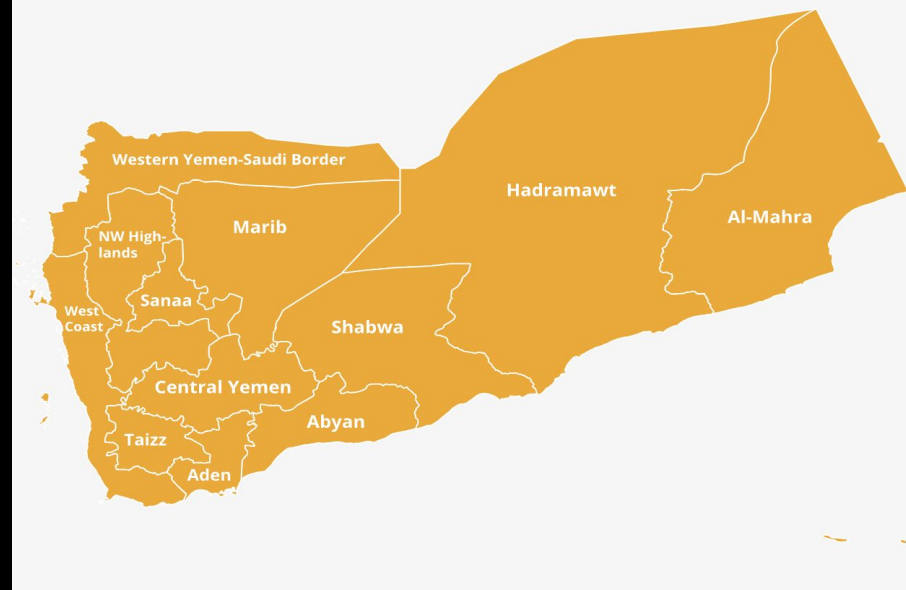 Western Yemen-Saudi Border
Hadramawt
Al-Mahra
Marib
NW High-
lands
Sanaa
West
Coast
Shabwa
Central Yemen
Abyan
Taizz
Aden